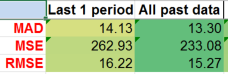 Last 1 period All past data
MAD 14.13 13.30
MSE 262.93 233.08
RMSE 16.22 15.27